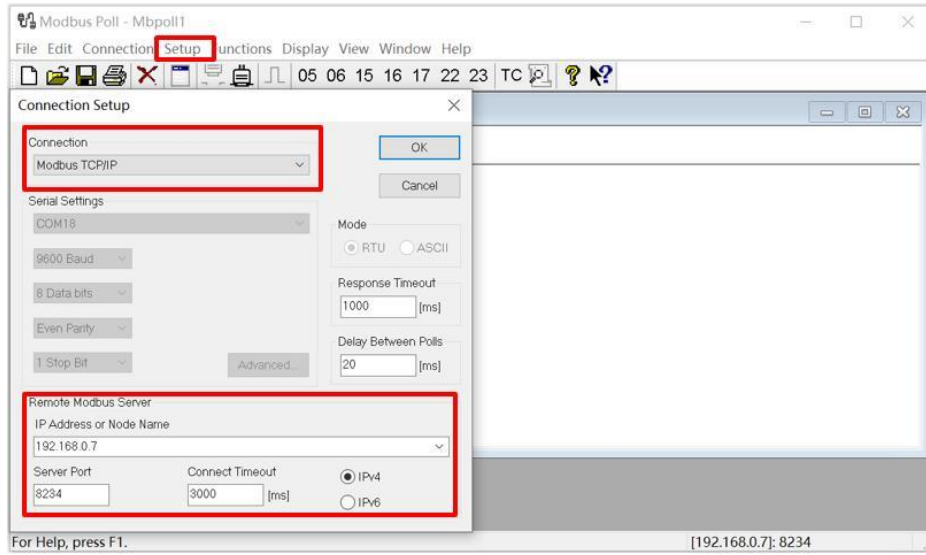 Modbus Poll - Mbpoll1
File Edit Connection Setup Functions Display View Window Help
05 06 15 16 17 22 23 TC
Connection Setup
Connection
Modbus TCP/IP
OK
Cancel
Serial Settings
COM18
Mode
RTU ASCII
9600 Baud
8 Data bits
Response Timeout
1000 [ms]
Even Parity
Delay Between Polls
1 Stop Bit Advanced... 20 [ms]
Remote Modbus Server
IP Address or Node Name
192.168.0.7
Server Port Connect Timeout IPv4
8234 3000 [ms] IPv6
For Help, press F1. [192.168.0.7]: 8234